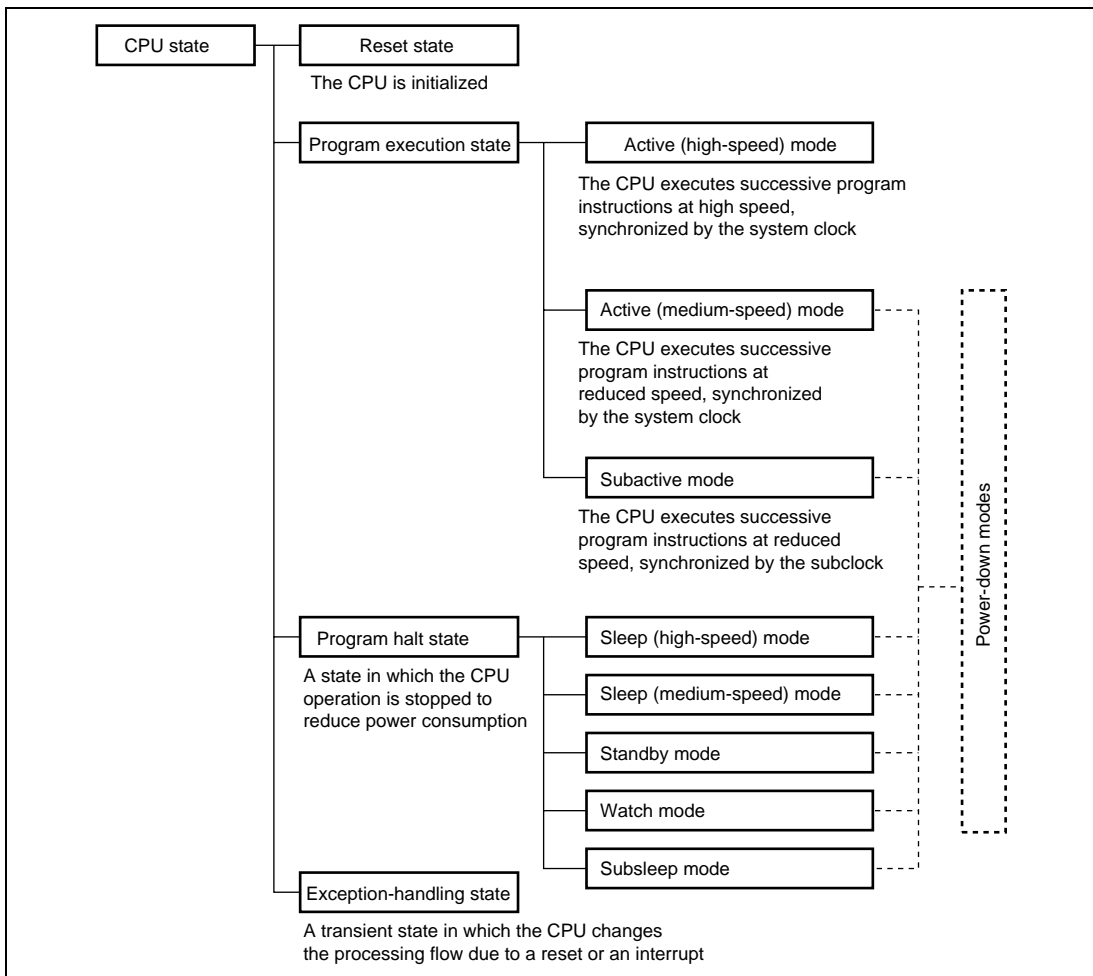 CPU state
Reset state
The CPU is initialized
Program execution state
Active (high-speed) mode
The CPU executes successive program
instructions at high speed,
synchronized by the system clock
Active (medium-speed) mode
The CPU executes successive
program instructions at
reduced speed, synchronized
by the system clock
Subactive mode
The CPU executes successive
program instructions at reduced
speed, synchronized by the subclock
Power-down modes
Program halt state
A state in which the CPU
operation is stopped to
reduce power consumption
Sleep (high-speed) mode
Sleep (medium-speed) mode
Standby mode
Watch mode
Subsleep mode
Exception-handling state
A transient state in which the CPU changes
the processing flow due to a reset or an interrupt